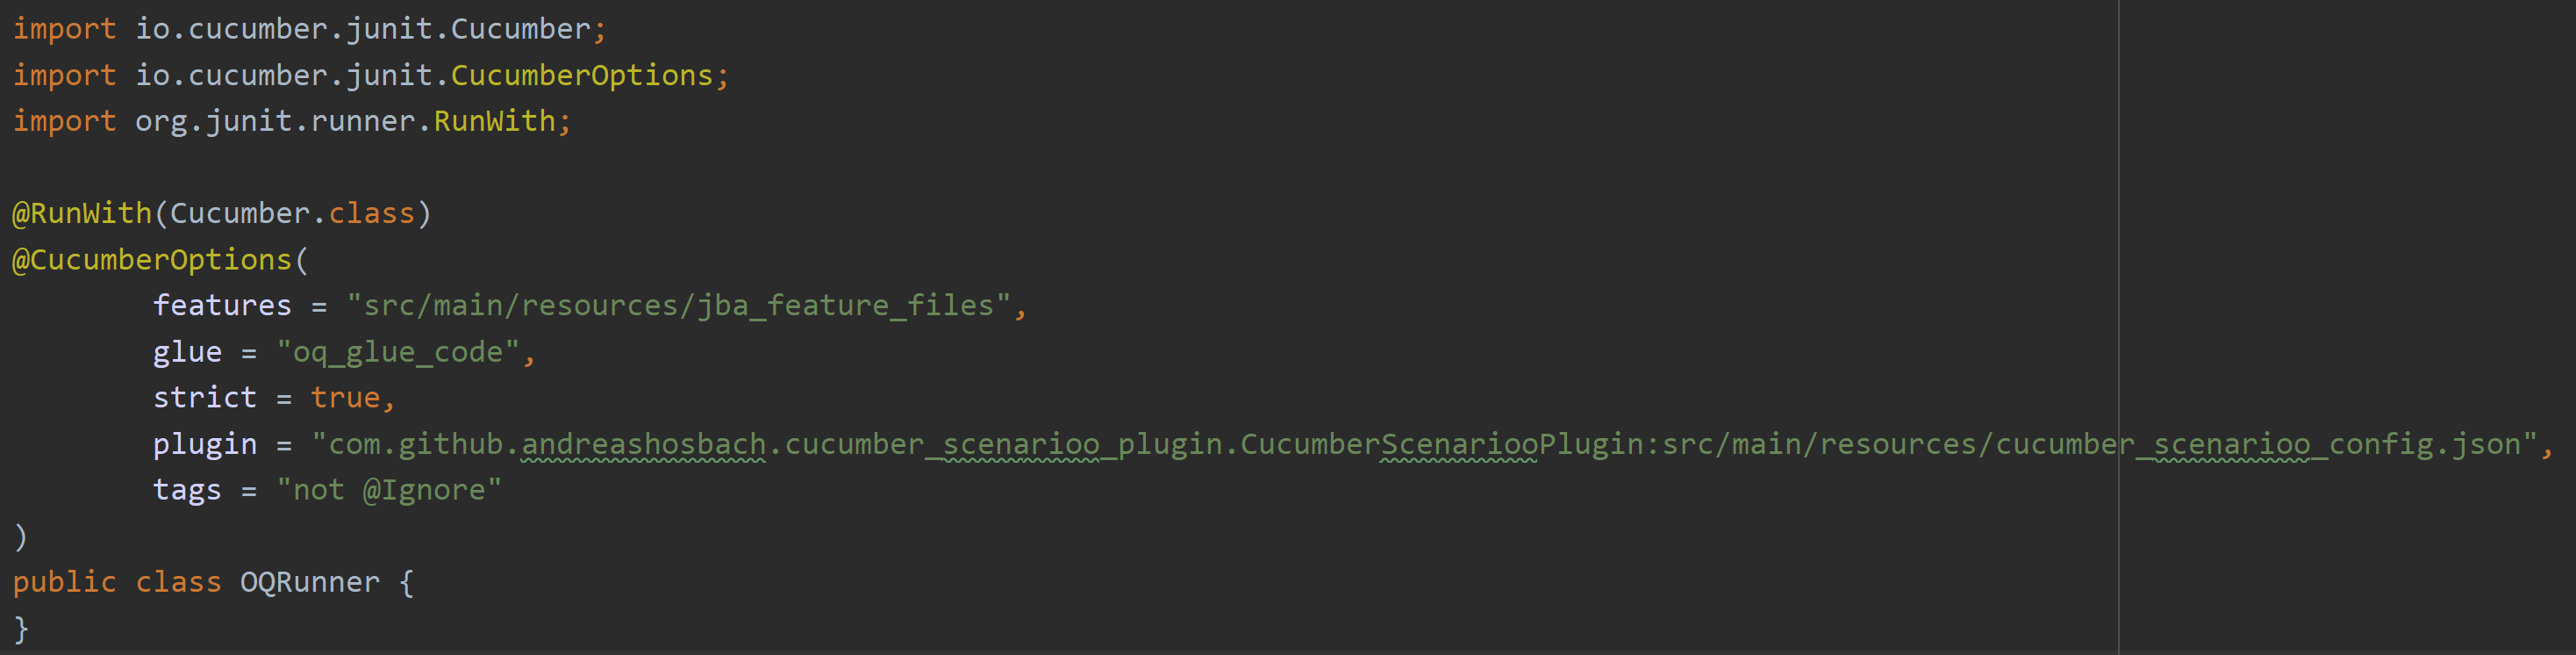 import io.cucumber.junit.Cucumber;
import io.cucumber.junit.CucumberOptions;
import org.junit.runner.RunWith;
@RunWith(Cucumber.class)
@CucumberOptions(
features = "src/main/resources/jba_feature_files",
glue = "oq_glue_code",
strict = true,
plugin = "com.github.andreashosbach.cucumber_scenarioo_plugin.CucumberScenariooPlugin:src/main/resources/cucumber_scenarioo_config.json",
tags = "not @Ignore"
)
public class OQRunner {
}